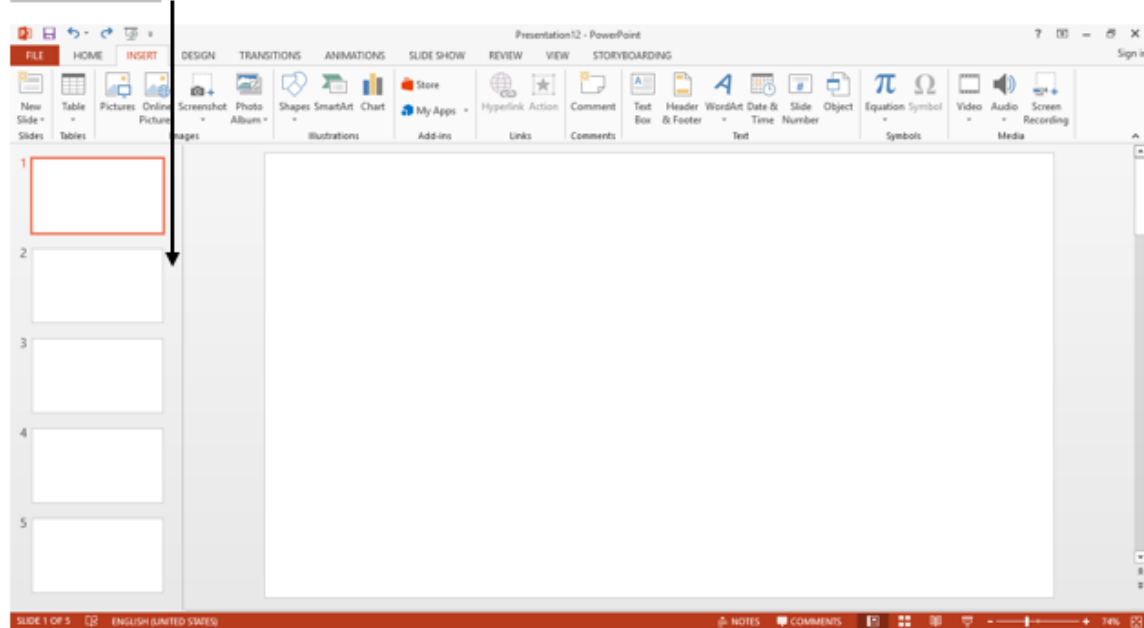 Presentation12 - PowerPoint
FILE HOME INSERT DESIGN TRANSITIONS ANIMATIONS SLIDE SHOW REVIEW VIEW STORYBOARDING Sign in
New Slide Table Pictures Online Pictures Screenshot Photo Album Shapes SmartArt Chart Store My Apps Hyperlink Action Comment Text Box Header & Footer WordArt Date & Time Slide Number Object Equation Symbol Video Audio Screen Recording
Slides Tables Images Illustrations Add-ins Links Comments Text Symbols Media
1
2
3
4
5
SLIDE 1 OF 5 ENGLISH (UNITED STATES) NOTES COMMENTS 74%